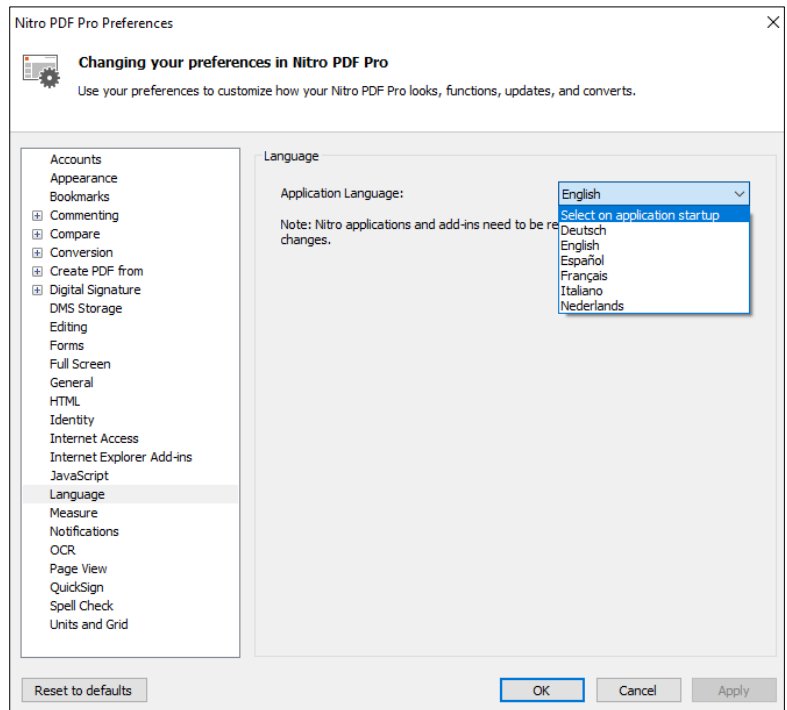 Nitro PDF Pro Preferences
Changing your preferences in Nitro PDF Pro
Use your preferences to customize how your Nitro PDF Pro looks, functions, updates, and converts.
Accounts
Appearance
Bookmarks
Commenting
Compare
Conversion
Create PDF from
Digital Signature
DMS Storage
Editing
Forms
Full Screen
General
HTML
Identity
Internet Access
Internet Explorer Add-ins
JavaScript
Language
Measure
Notifications
OCR
Page View
QuickSign
Spell Check
Units and Grid
Language
Application Language:
English
Note: Nitro applications and add-ins need to be re
changes.
Select on application startup
Deutsch
English
Español
Français
Italiano
Nederlands
Reset to defaults
OK
Cancel
Apply